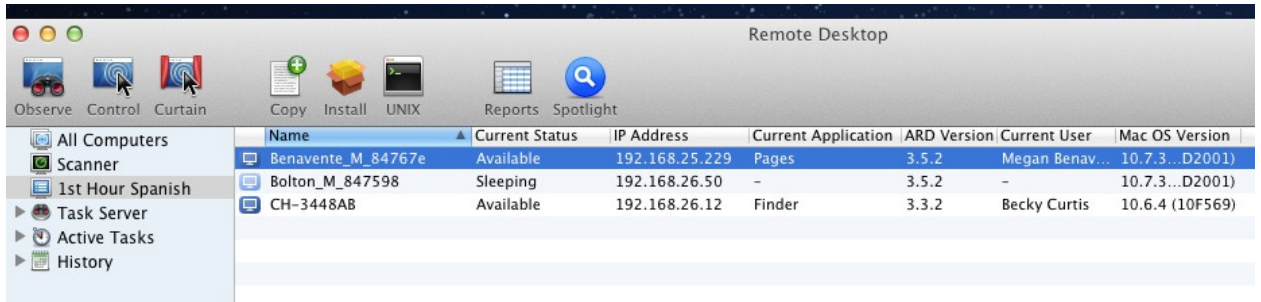 Remote Desktop
Observe Control Curtain Copy Install UNIX Reports Spotlight
All Computers
Scanner
1st Hour Spanish
Task Server
Active Tasks
History
Name Current Status IP Address Current Application ARD Version Current User Mac OS Version
Benavente_M_84767e Available 192.168.25.229 Pages 3.5.2 Megan Benav... 10.7.3...D2001)
Bolton_M_847598 Sleeping 192.168.26.50 – 3.5.2 – 10.7.3...D2001)
CH-3448AB Available 192.168.26.12 Finder 3.3.2 Becky Curtis 10.6.4 (10F569)